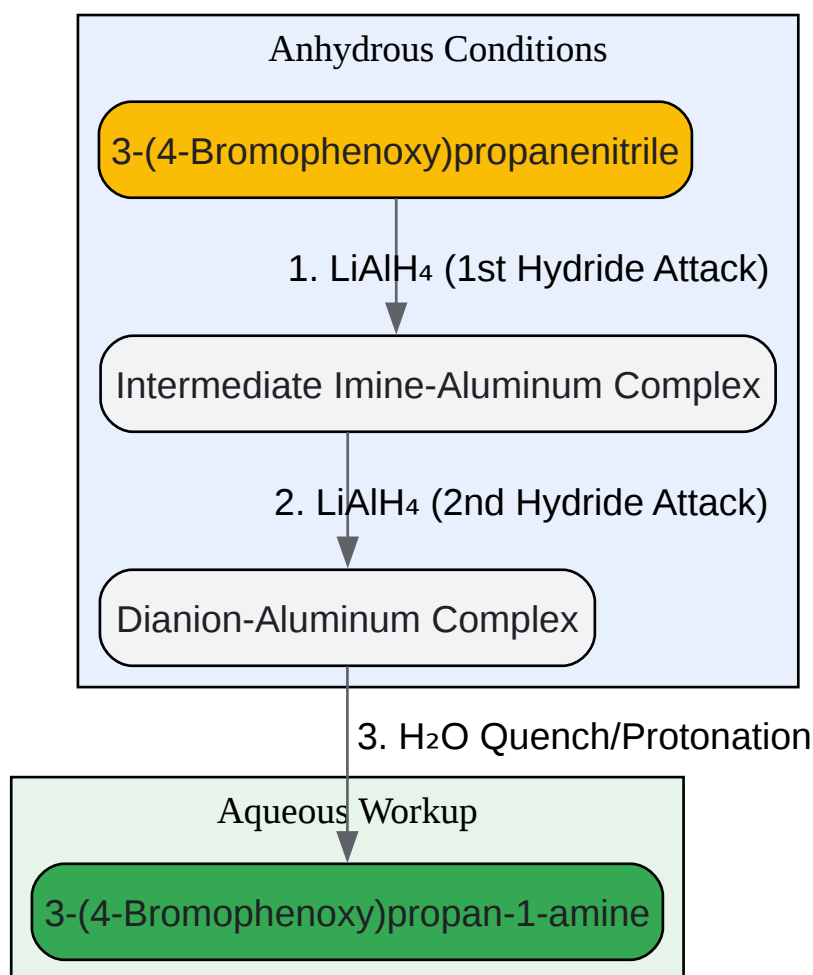 Anhydrous Conditions
3-(4-Bromophenoxy)propanenitrile
1. LiAlH₄ (1st Hydride Attack)
Intermediate Imine-Aluminum Complex
2. LiAlH₄ (2nd Hydride Attack)
Dianion-Aluminum Complex
3. H₂O Quench/Protonation
Aqueous Workup
3-(4-Bromophenoxy)propan-1-amine